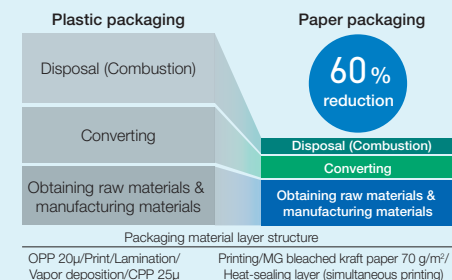 Plastic packaging
Paper packaging
Disposal (Combustion)
60%
reduction
Converting
Disposal (Combustion)
Converting
Obtaining raw materials &
manufacturing materials
Obtaining raw materials &
manufacturing materials
Packaging material layer structure
OPP 20μ/Print/Lamination/
Vapor deposition/CPP 25μ
Printing/MG bleached kraft paper 70 g/m²/
Heat-sealing layer (simultaneous printing)